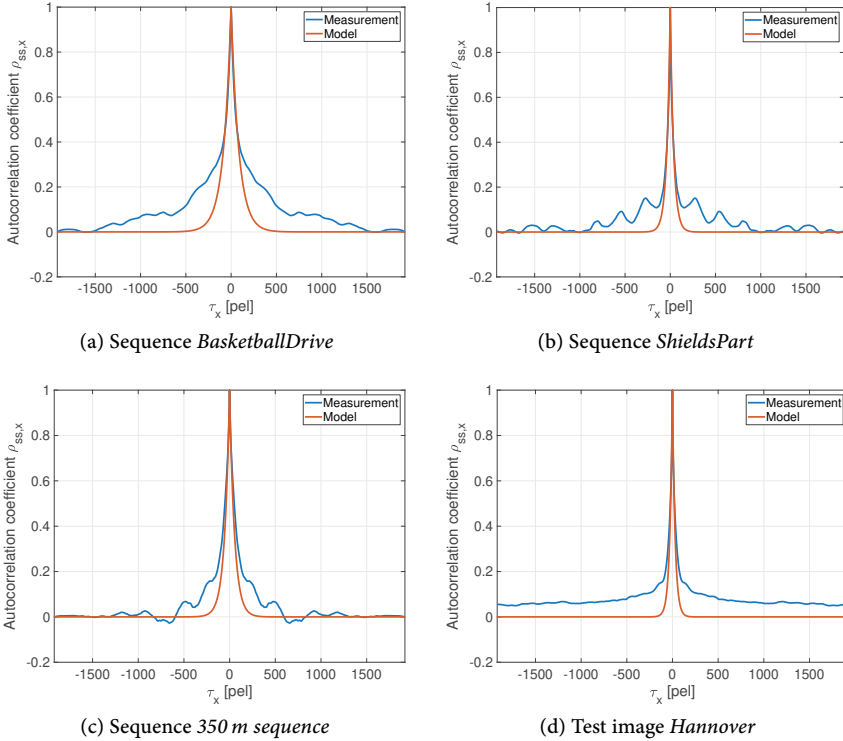 1
0.8
0.6
0.4
0.2
0
-0.2
Autocorrelation coefficient ρss,x
Measurement
Model
-1500 -1000 -500 0 500 1000 1500
τx [pel]
(a) Sequence BasketballDrive
1
0.8
0.6
0.4
0.2
0
-0.2
Autocorrelation coefficient ρss,x
Measurement
Model
-1500 -1000 -500 0 500 1000 1500
τx [pel]
(b) Sequence ShieldsPart
1
0.8
0.6
0.4
0.2
0
-0.2
Autocorrelation coefficient ρss,x
Measurement
Model
-1500 -1000 -500 0 500 1000 1500
τx [pel]
(c) Sequence 350 m sequence
1
0.8
0.6
0.4
0.2
0
-0.2
Autocorrelation coefficient ρss,x
Measurement
Model
-1500 -1000 -500 0 500 1000 1500
τx [pel]
(d) Test image Hannover